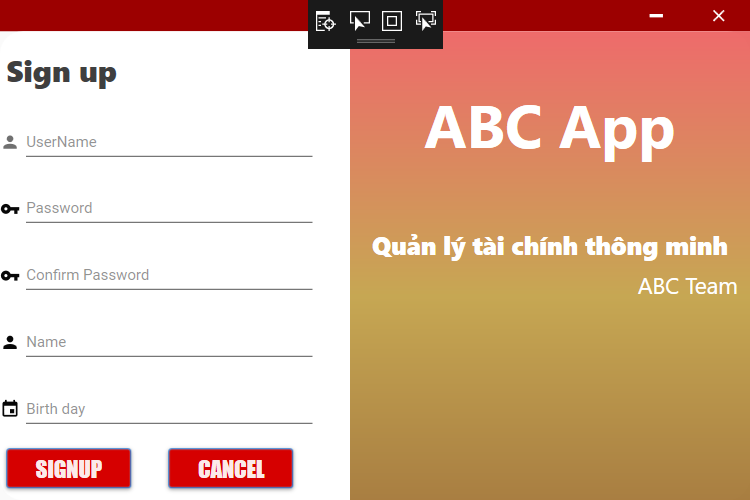 Sign up
UserName
Password
Confirm Password
Name
Birth day
SIGNUP
CANCEL
ABC App
Quản lý tài chính thông minh
ABC Team